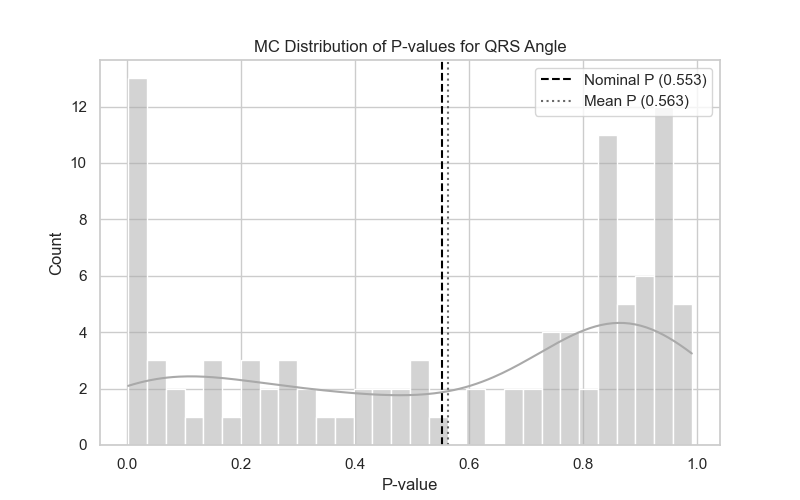 MC Distribution of P-values for QRS Angle
Nominal P (0.553)
Mean P (0.563)
Count
12
10
8
6
4
2
0
0.0 0.2 0.4 0.6 0.8 1.0
P-value